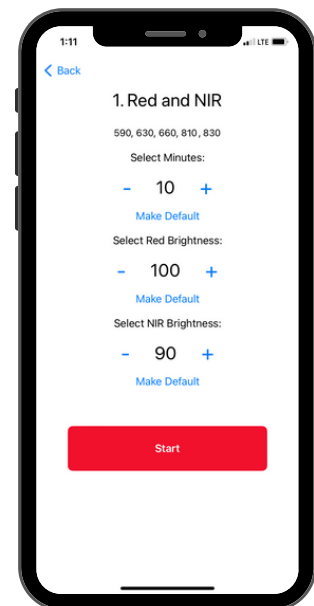 1:11 LTE
Back
1. Red and NIR
590, 630, 660, 810, 830
Select Minutes:
- 10 +
Make Default
Select Red Brightness:
- 100 +
Make Default
Select NIR Brightness:
- 90 +
Make Default
Start